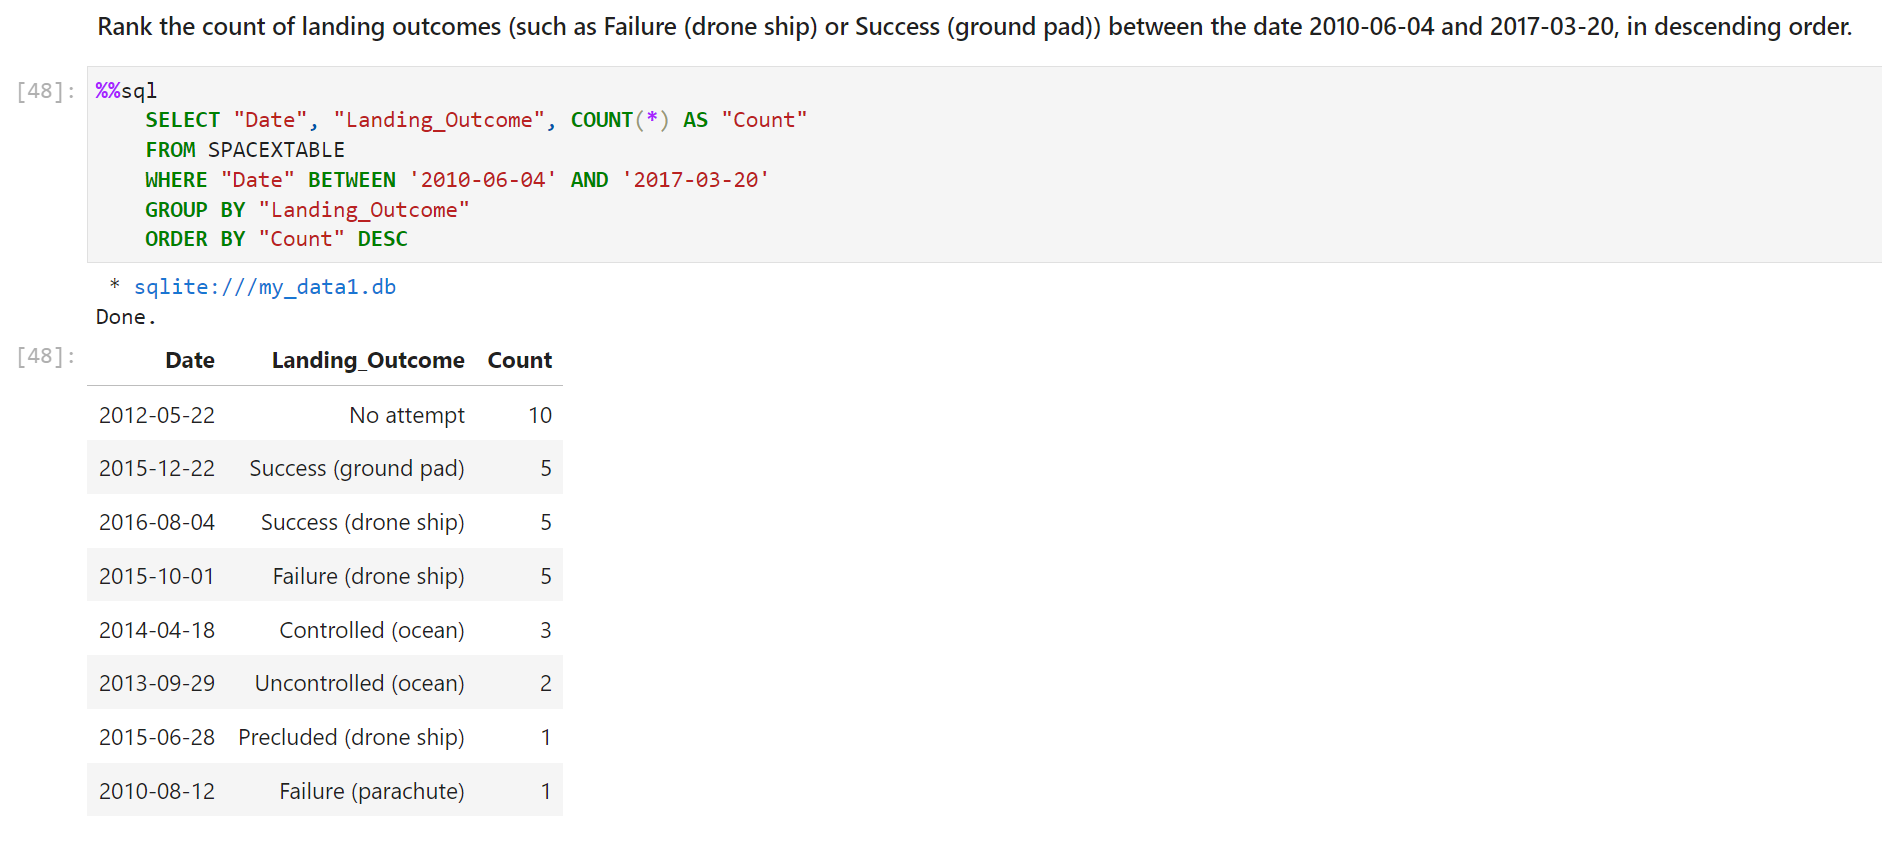 Rank the count of landing outcomes (such as Failure (drone ship) or Success (ground pad)) between the date 2010-06-04 and 2017-03-20, in descending order.
[48]: %%sql
SELECT "Date", "Landing_Outcome", COUNT(*) AS "Count"
FROM SPACEXTABLE
WHERE "Date" BETWEEN '2010-06-04' AND '2017-03-20'
GROUP BY "Landing_Outcome"
ORDER BY "Count" DESC
* sqlite:///my_data1.db
Done.
[48]: Date Landing_Outcome Count
2012-05-22 No attempt 10
2015-12-22 Success (ground pad) 5
2016-08-04 Success (drone ship) 5
2015-10-01 Failure (drone ship) 5
2014-04-18 Controlled (ocean) 3
2013-09-29 Uncontrolled (ocean) 2
2015-06-28 Precluded (drone ship) 1
2010-08-12 Failure (parachute) 1